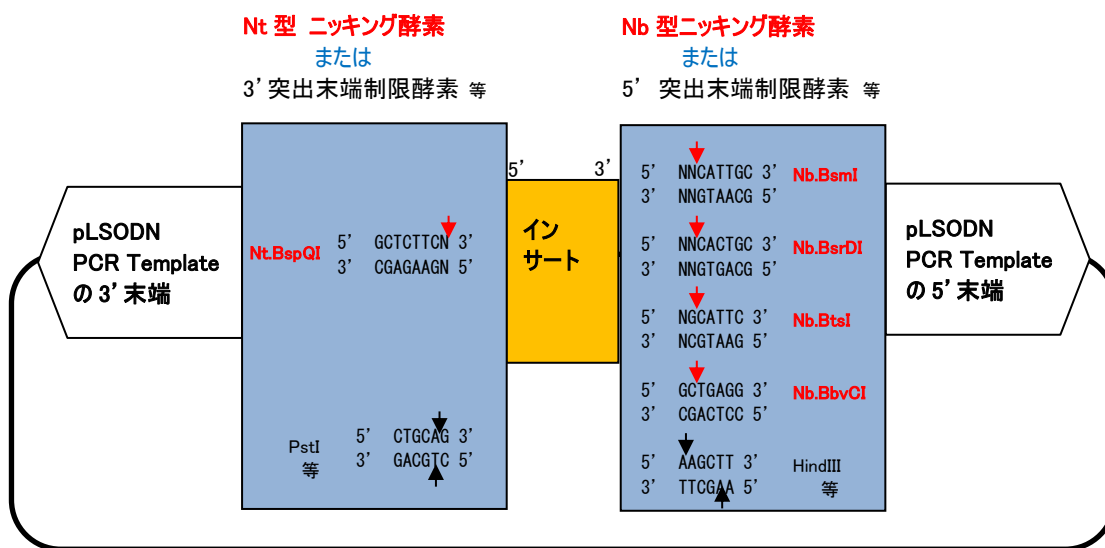 Nt 型 ニッキング酵素
または
3’突出末端制限酵素 等
Nb 型ニッキング酵素
または
5’ 突出末端制限酵素 等
pLSODN
PCR Template
の 3’末端
Nt.BspQI
5’ GCTCTTCN 3’
3’ CGAGAAGN 5’
PstI
等
5’ CTGCAG 3’
3’ GACGTC 5’
5’ 3’
イン
サート
5’ NNCATTGC 3’
3’ NNGTAACG 5’
Nb.BsmI
5’ NNCACTGC 3’
3’ NNGTGACG 5’
Nb.BsrDI
5’ NGCATTC 3’
3’ NCGTAAG 5’
Nb.BtsI
5’ GCTGAGG 3’
3’ CGACTCC 5’
Nb.BbvCI
5’ AAGCTT 3’
3’ TTCGAA 5’
HindIII
等
pLSODN
PCR Template
の 5’末端